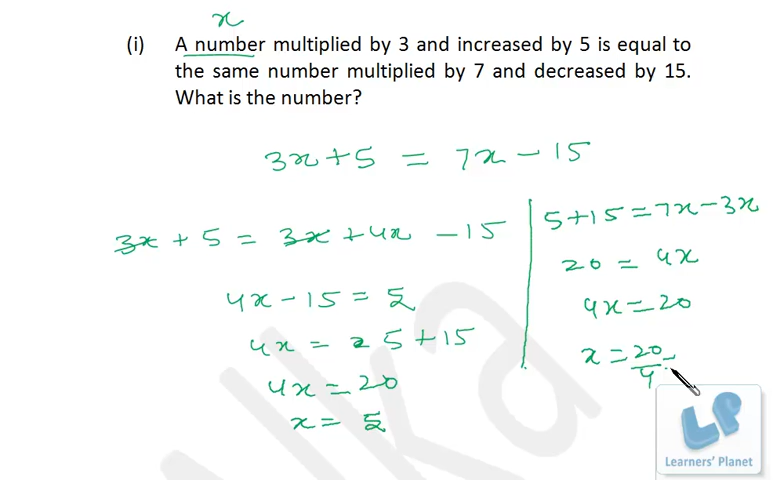 x
(i) A number multiplied by 3 and increased by 5 is equal to
the same number multiplied by 7 and decreased by 15.
What is the number?
3x+5 = 7x-15
3x + 5 = 3x + 4x - 15
4x - 15 = 5
4x = 5 + 15
4x = 20
x = 5
5+15 = 7x-3x
20 = 4x
4x = 20
x = 20/4 =
LP
Learners' Planet